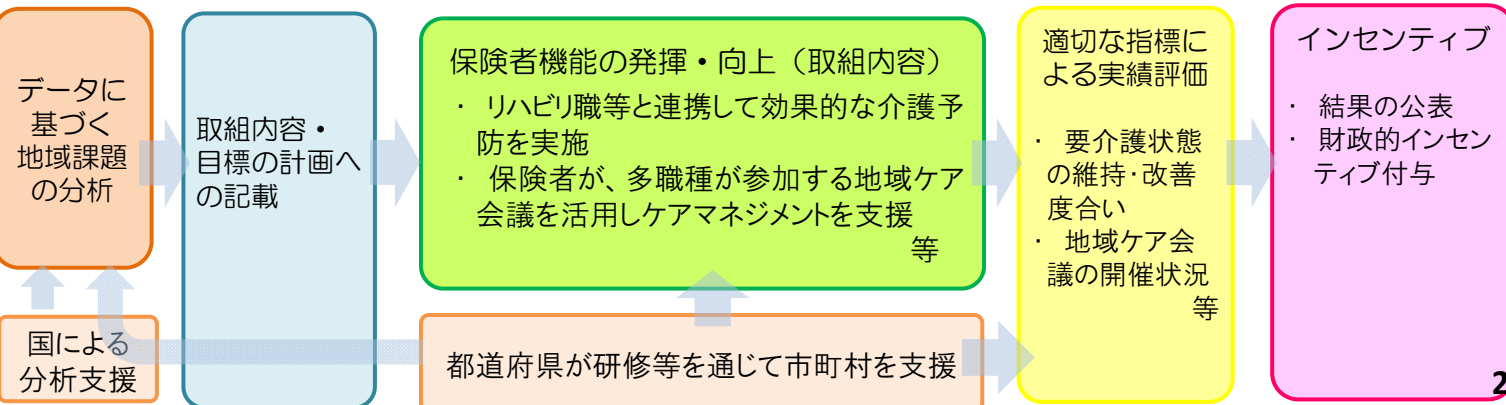 データに
基づく
地域課題
の分析
取組内容・
目標の計画へ
の記載
保険者機能の発揮・向上（取組内容）
・ リハビリ職等と連携して効果的な介護予
防を実施
・ 保険者が、多職種が参加する地域ケア
会議を活用しケアマネジメントを支援
等
適切な指標に
よる実績評価
・ 要介護状態
の維持・改善
度合い
・ 地域ケア会
議の開催状況
等
インセンティブ
・ 結果の公表
・ 財政的インセン
ティブ付与
国による
分析支援
都道府県が研修等を通じて市町村を支援
2